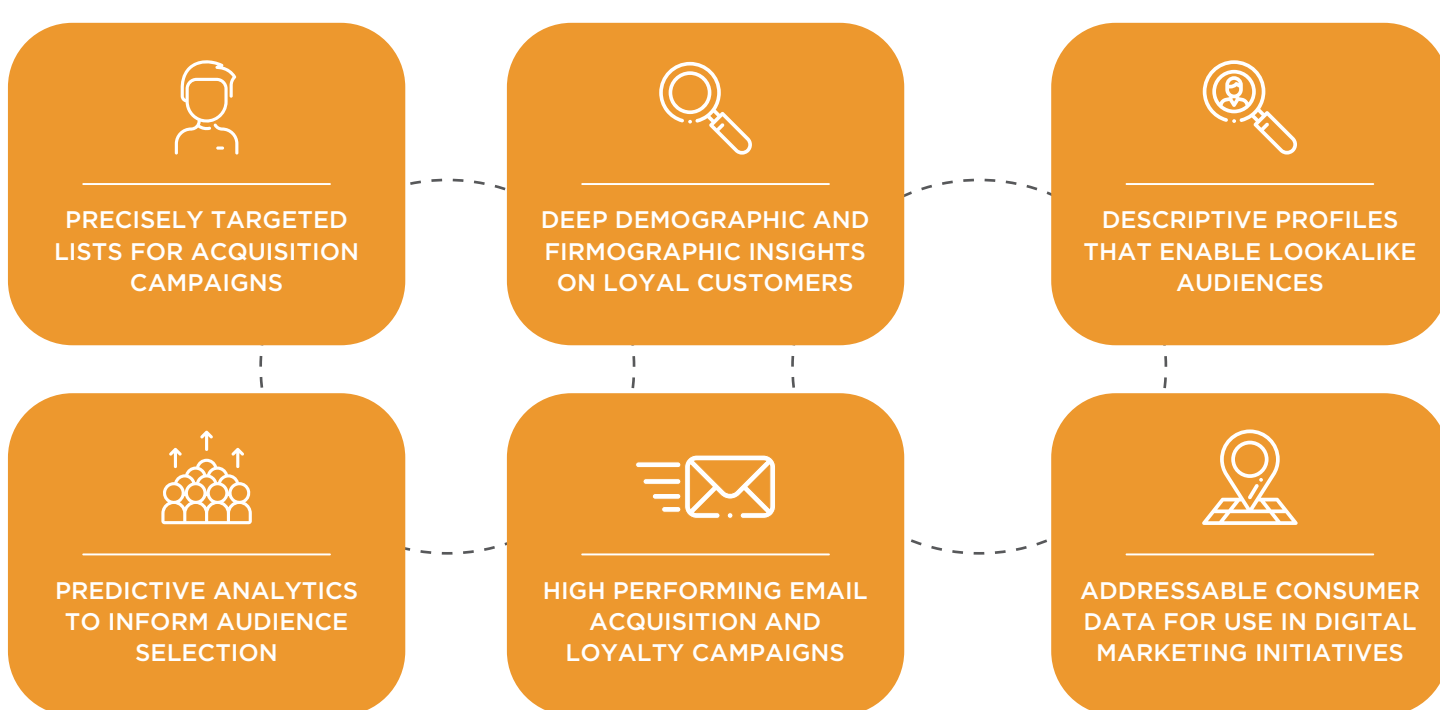 PRECISELY TARGETED
LISTS FOR ACQUISITION
CAMPAIGNS
DEEP DEMOGRAPHIC AND
FIRMOGRAPHIC INSIGHTS
ON LOYAL CUSTOMERS
DESCRIPTIVE PROFILES
THAT ENABLE LOOKALIKE
AUDIENCES
PREDICTIVE ANALYTICS
TO INFORM AUDIENCE
SELECTION
HIGH PERFORMING EMAIL
ACQUISITION AND
LOYALTY CAMPAIGNS
ADDRESSABLE CONSUMER
DATA FOR USE IN DIGITAL
MARKETING INITIATIVES